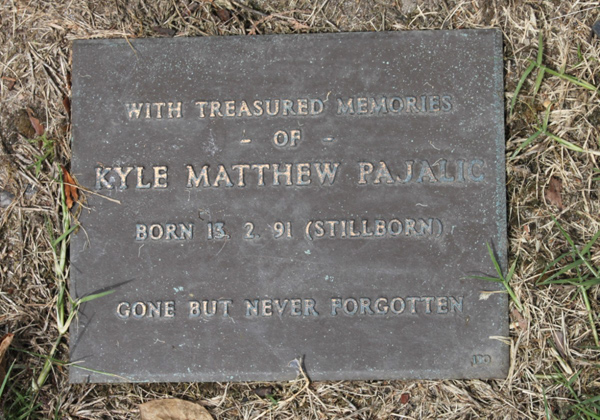 WITH TREASURED MEMORIES
- OF -
KYLE MATTHEW PAJALIC
BORN 13. 2. 91 (STILLBORN)
GONE BUT NEVER FORGOTTEN